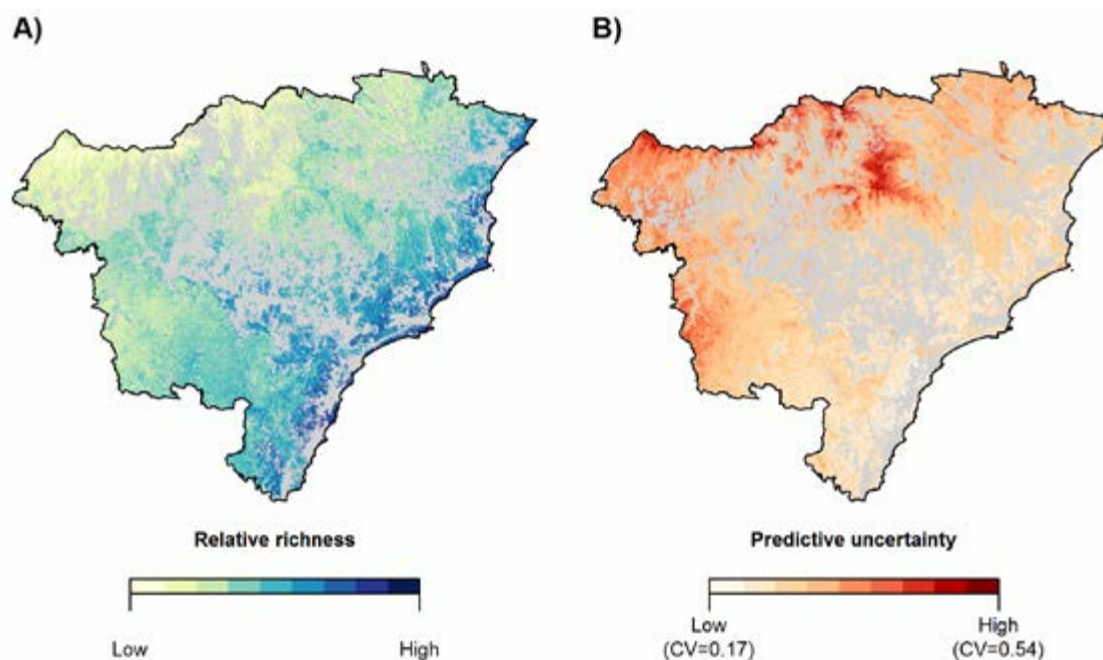 A)
B)
Relative richness
Predictive uncertainty
Low
High
Low
(CV=0.17)
High
(CV=0.54)